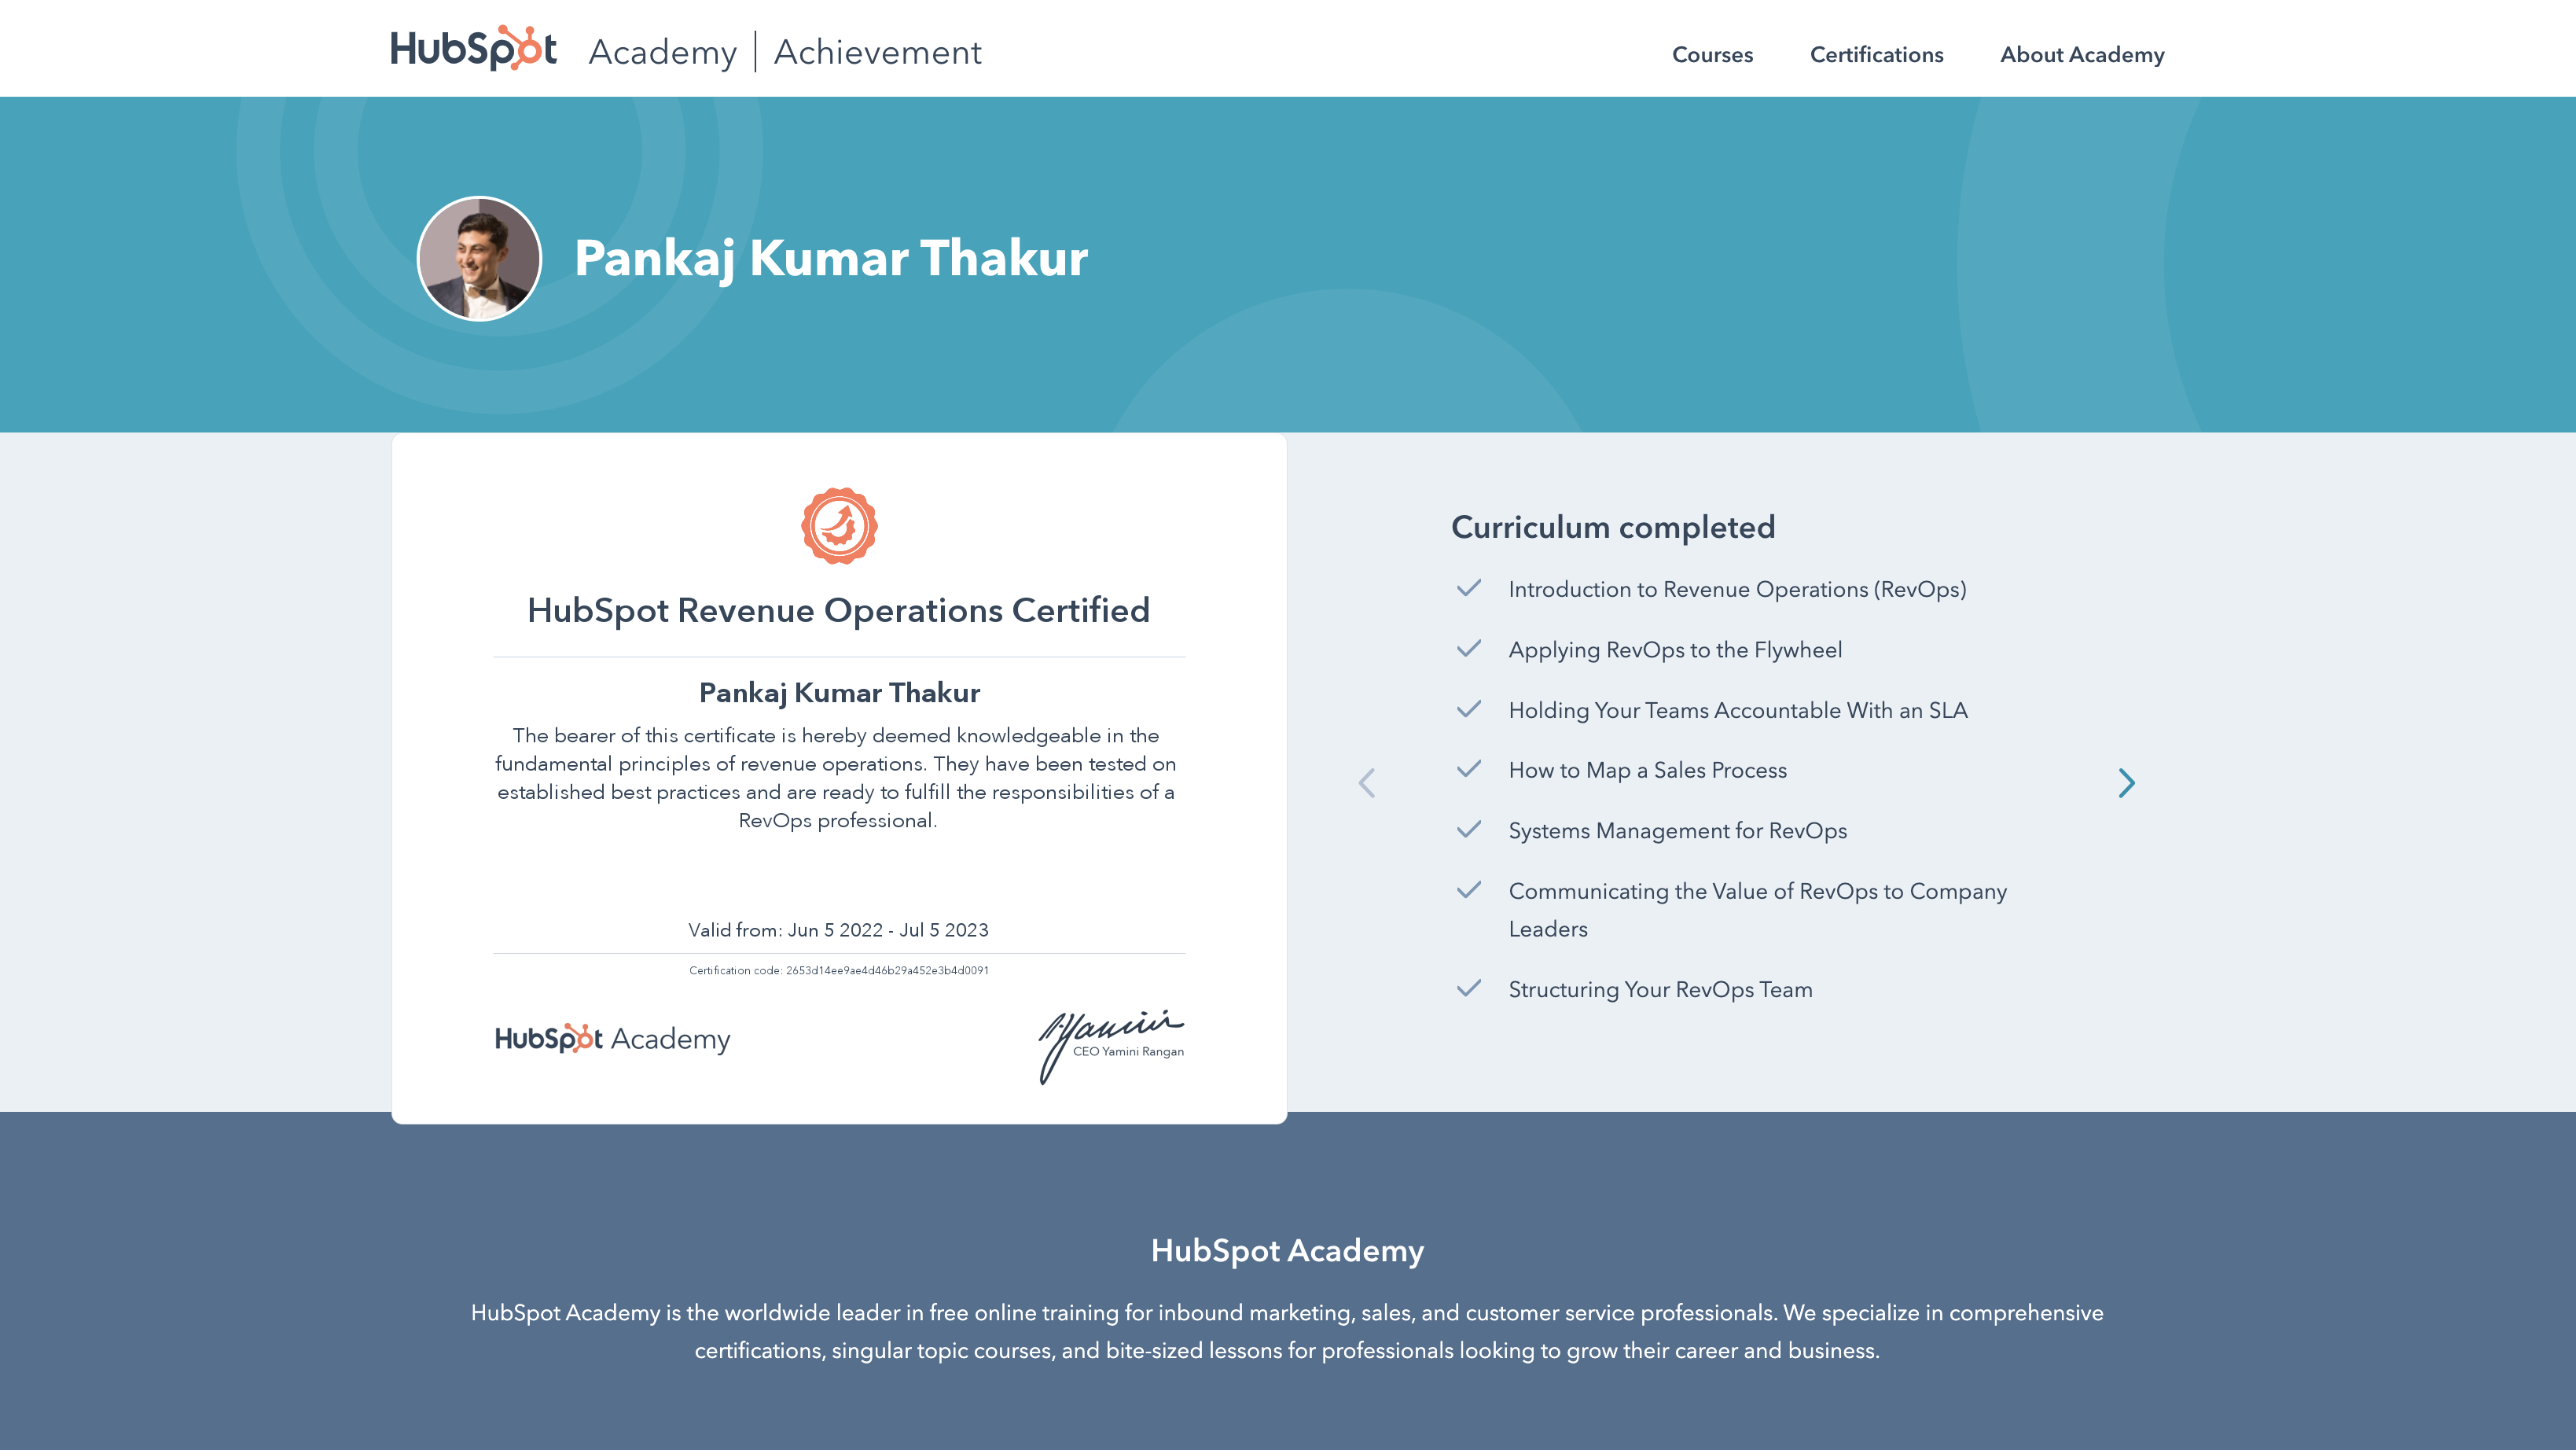 HubSpot Academy | Achievement
Courses
Certifications
About Academy
Pankaj Kumar Thakur
HubSpot Revenue Operations Certified
Pankaj Kumar Thakur
The bearer of this certificate is hereby deemed knowledgeable in the
fundamental principles of revenue operations. They have been tested on
established best practices and are ready to fulfill the responsibilities of a
RevOps professional.
Valid from: Jun 5 2022 - Jul 5 2023
Certification code: 2653d14ee9ae4d46b29a452e3b4d0091
HubSpot Academy
Yamini
CEO Yamini Rangan
Curriculum completed
Introduction to Revenue Operations (RevOps)
Applying RevOps to the Flywheel
Holding Your Teams Accountable With an SLA
How to Map a Sales Process
Systems Management for RevOps
Communicating the Value of RevOps to Company
Leaders
Structuring Your RevOps Team
HubSpot Academy
HubSpot Academy is the worldwide leader in free online training for inbound marketing, sales, and customer service professionals. We specialize in comprehensive
certifications, singular topic courses, and bite-sized lessons for professionals looking to grow their career and business.